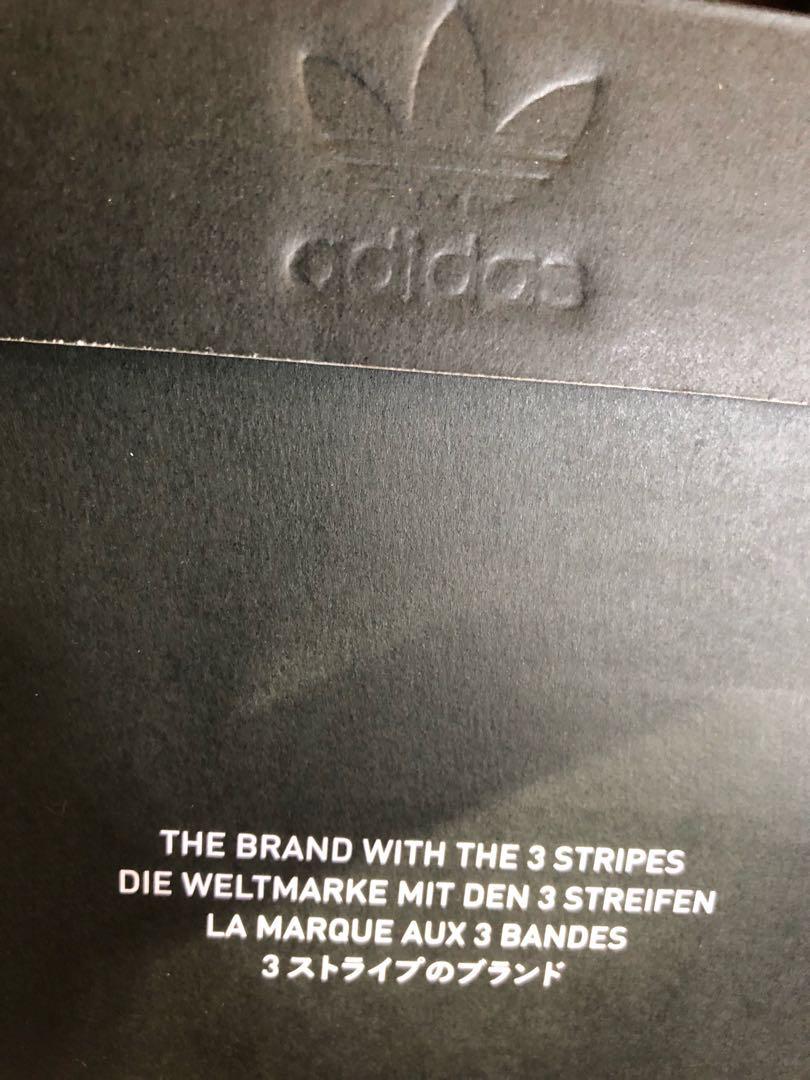 adidas
THE BRAND WITH THE 3 STRIPES
DIE WELTMARKE MIT DEN 3 STREIFEN
LA MARQUE AUX 3 BANDES
3ストライプのブランド